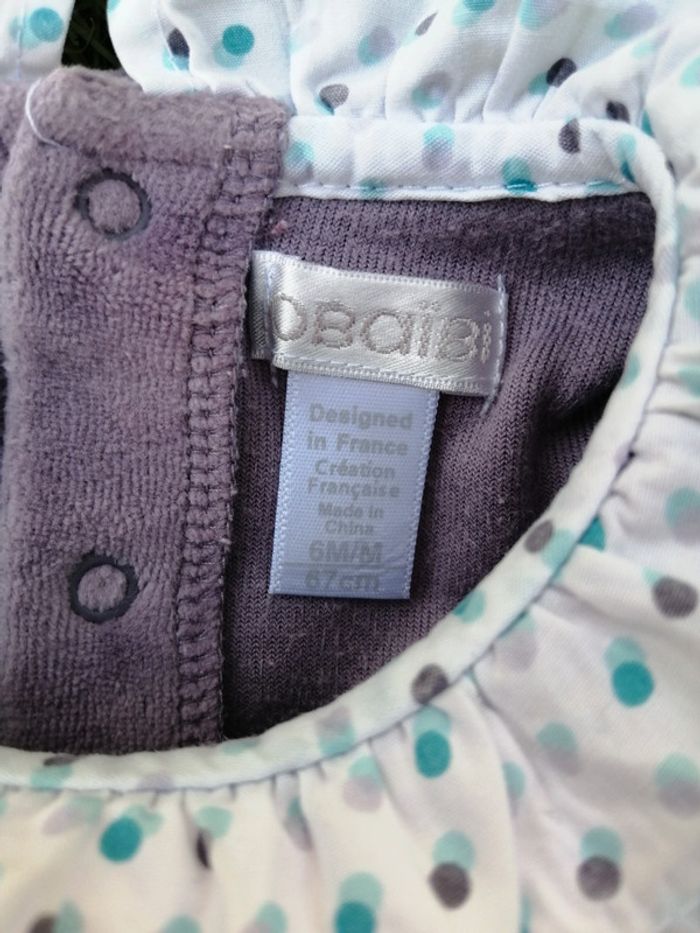 OBAÏBI
Designed
in France
Création
Française
Made in
China
6M/M
67cm